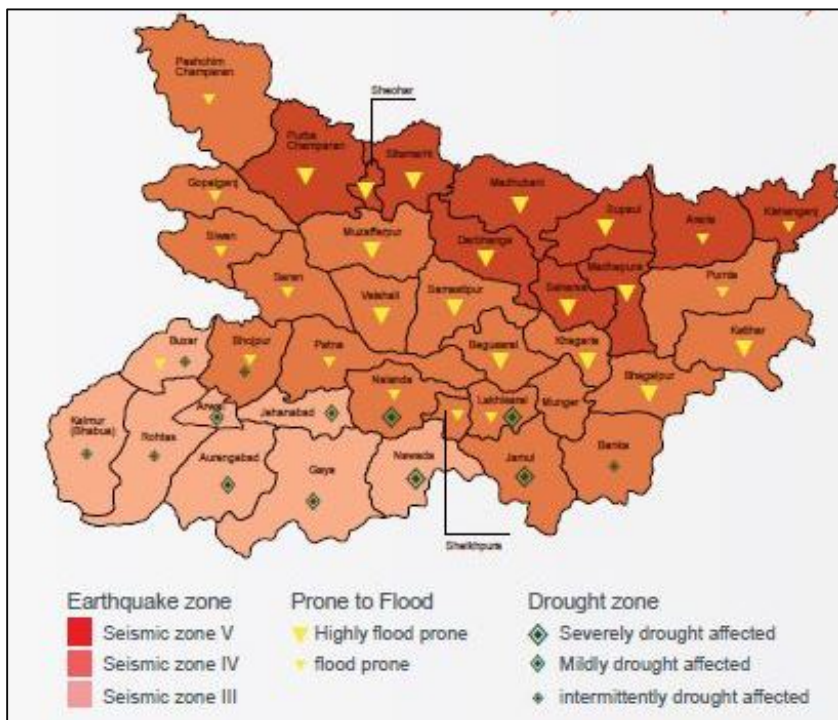 Pashchim
Champaran
Sheohar
Purba
Champaran
Sitamarhi
Gopalganj
Madhubani
Supaul
Araria
Kishanganj
Siwan
Muzaffarpur
Darbhanga
Madhepura
Saran
Vaishali
Samastipur
Saharsa
Purnia
Katihar
Buxar
Bhojpur
Patna
Begusarai
Khagaria
Bhagalpur
Nalanda
Lakhisarai
Munger
Arwal
Jahanabad
Kaimur
(Bhabua)
Rohtas
Aurangabad
Gaya
Nawada
Jamui
Banka
Sheikhpura
Earthquake zone
Seismic zone V
Seismic zone IV
Seismic zone III
Prone to Flood
Highly flood prone
flood prone
Drought zone
Severely drought affected
Mildly drought affected
intermittently drought affected